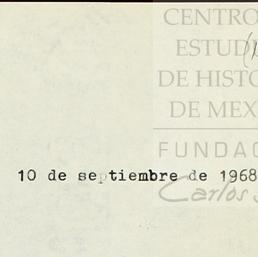 CENTRO
ESTUD
DE HISTO
DE MEX
FUNDAC
10 de septiembre de 1968
Carlos S